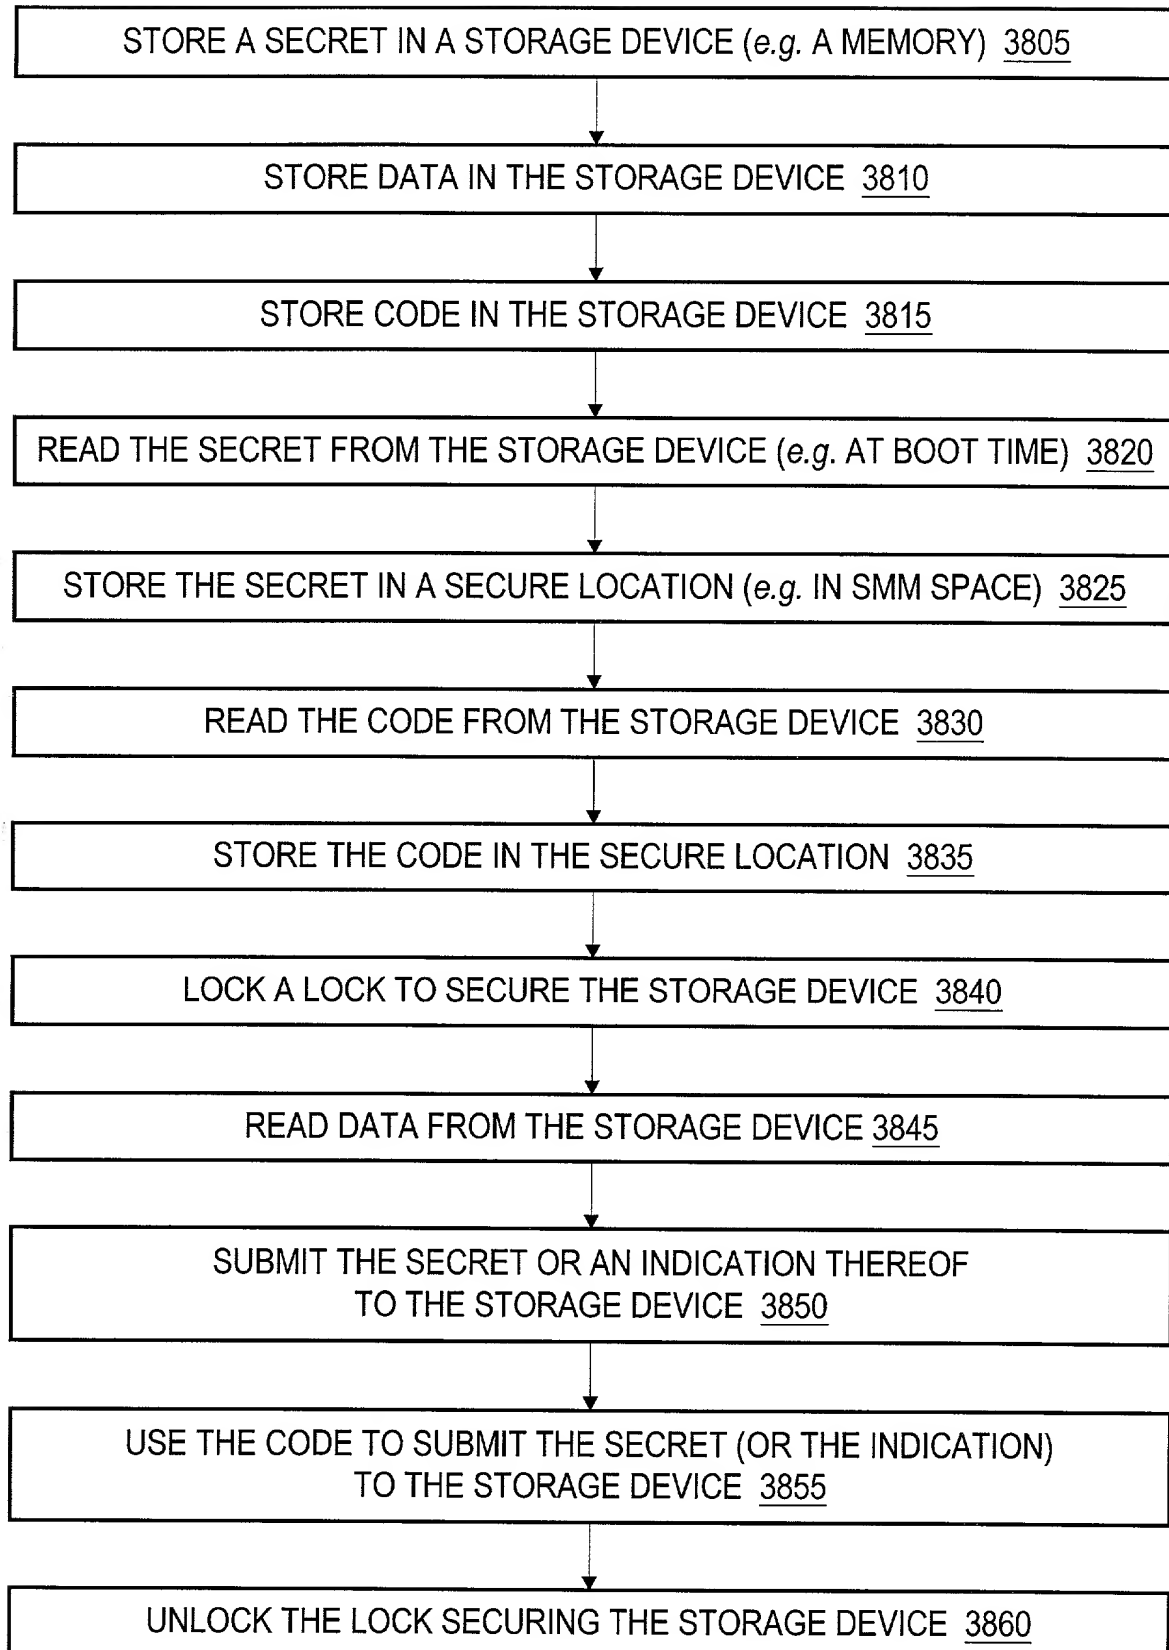 STORE A SECRET IN A STORAGE DEVICE (e.g. A MEMORY) 3805
STORE DATA IN THE STORAGE DEVICE 3810
STORE CODE IN THE STORAGE DEVICE 3815
READ THE SECRET FROM THE STORAGE DEVICE (e.g. AT BOOT TIME) 3820
STORE THE SECRET IN A SECURE LOCATION (e.g. IN SMM SPACE) 3825
READ THE CODE FROM THE STORAGE DEVICE 3830
STORE THE CODE IN THE SECURE LOCATION 3835
LOCK A LOCK TO SECURE THE STORAGE DEVICE 3840
READ DATA FROM THE STORAGE DEVICE 3845
SUBMIT THE SECRET OR AN INDICATION THEREOF
TO THE STORAGE DEVICE 3850
USE THE CODE TO SUBMIT THE SECRET (OR THE INDICATION)
TO THE STORAGE DEVICE 3855
UNLOCK THE LOCK SECURING THE STORAGE DEVICE 3860